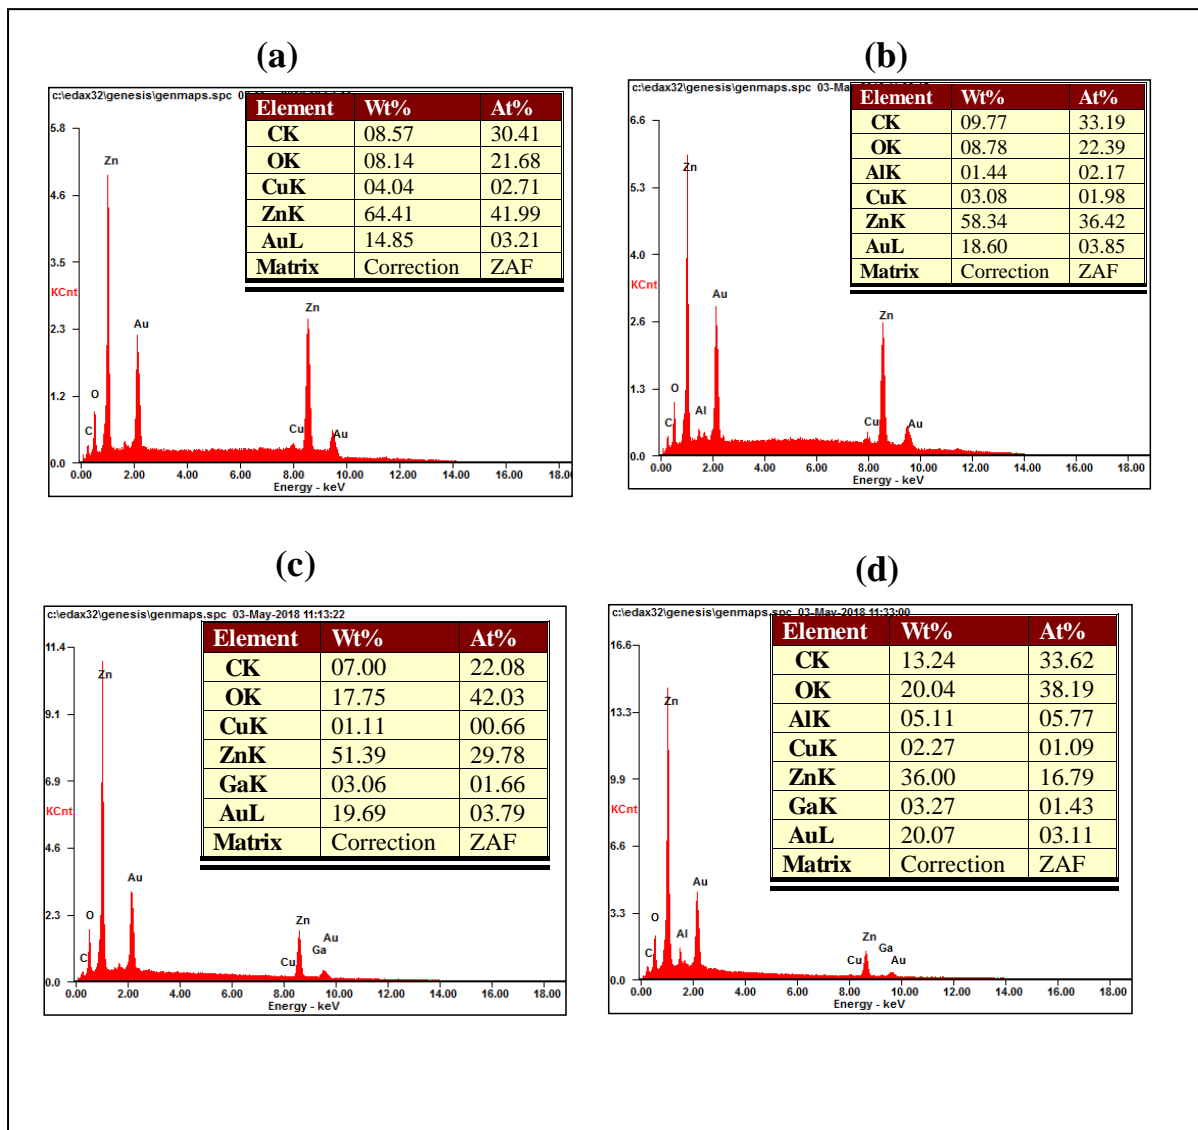 (a)
c:\edax32\genesis\genmaps.spc
Element Wt% At%
CK 08.57 30.41
OK 08.14 21.68
CuK 04.04 02.71
ZnK 64.41 41.99
AuL 14.85 03.21
Matrix Correction ZAF
5.8
4.6
3.5
KCnt
2.3
1.2
0.0
C
O
Zn
Au
Cu
Zn
Au
0.00 2.00 4.00 6.00 8.00 10.00 12.00 14.00 16.00 18.00
Energy - keV
(b)
c:\edax32\genesis\genmaps.spc
Element Wt% At%
CK 09.77 33.19
OK 08.78 22.39
AlK 01.44 02.17
CuK 03.08 01.98
ZnK 58.34 36.42
AuL 18.60 03.85
Matrix Correction ZAF
6.6
5.3
4.0
KCnt
2.6
1.3
0.0
C
O
Zn
Al
Au
Cu
Zn
Au
0.00 2.00 4.00 6.00 8.00 10.00 12.00 14.00 16.00 18.00
Energy - keV
(c)
c:\edax32\genesis\genmaps.spc 03-May-2018 11:13:22
Element Wt% At%
CK 07.00 22.08
OK 17.75 42.03
CuK 01.11 00.66
ZnK 51.39 29.78
GaK 03.06 01.66
AuL 19.69 03.79
Matrix Correction ZAF
11.4
9.1
6.9
KCnt
4.6
2.3
0.0
C
O
Zn
Au
Cu
Zn
Ga
Au
0.00 2.00 4.00 6.00 8.00 10.00 12.00 14.00 16.00 18.00
Energy - keV
(d)
c:\edax32\genesis\genmaps.spc 03-May-2018 11:33:00
Element Wt% At%
CK 13.24 33.62
OK 20.04 38.19
AlK 05.11 05.77
CuK 02.27 01.09
ZnK 36.00 16.79
GaK 03.27 01.43
AuL 20.07 03.11
Matrix Correction ZAF
16.6
13.3
9.9
KCnt
6.6
3.3
0.0
C
O
Zn
Al
Au
Cu
Zn
Ga
Au
0.00 2.00 4.00 6.00 8.00 10.00 12.00 14.00 16.00 18.00
Energy - keV